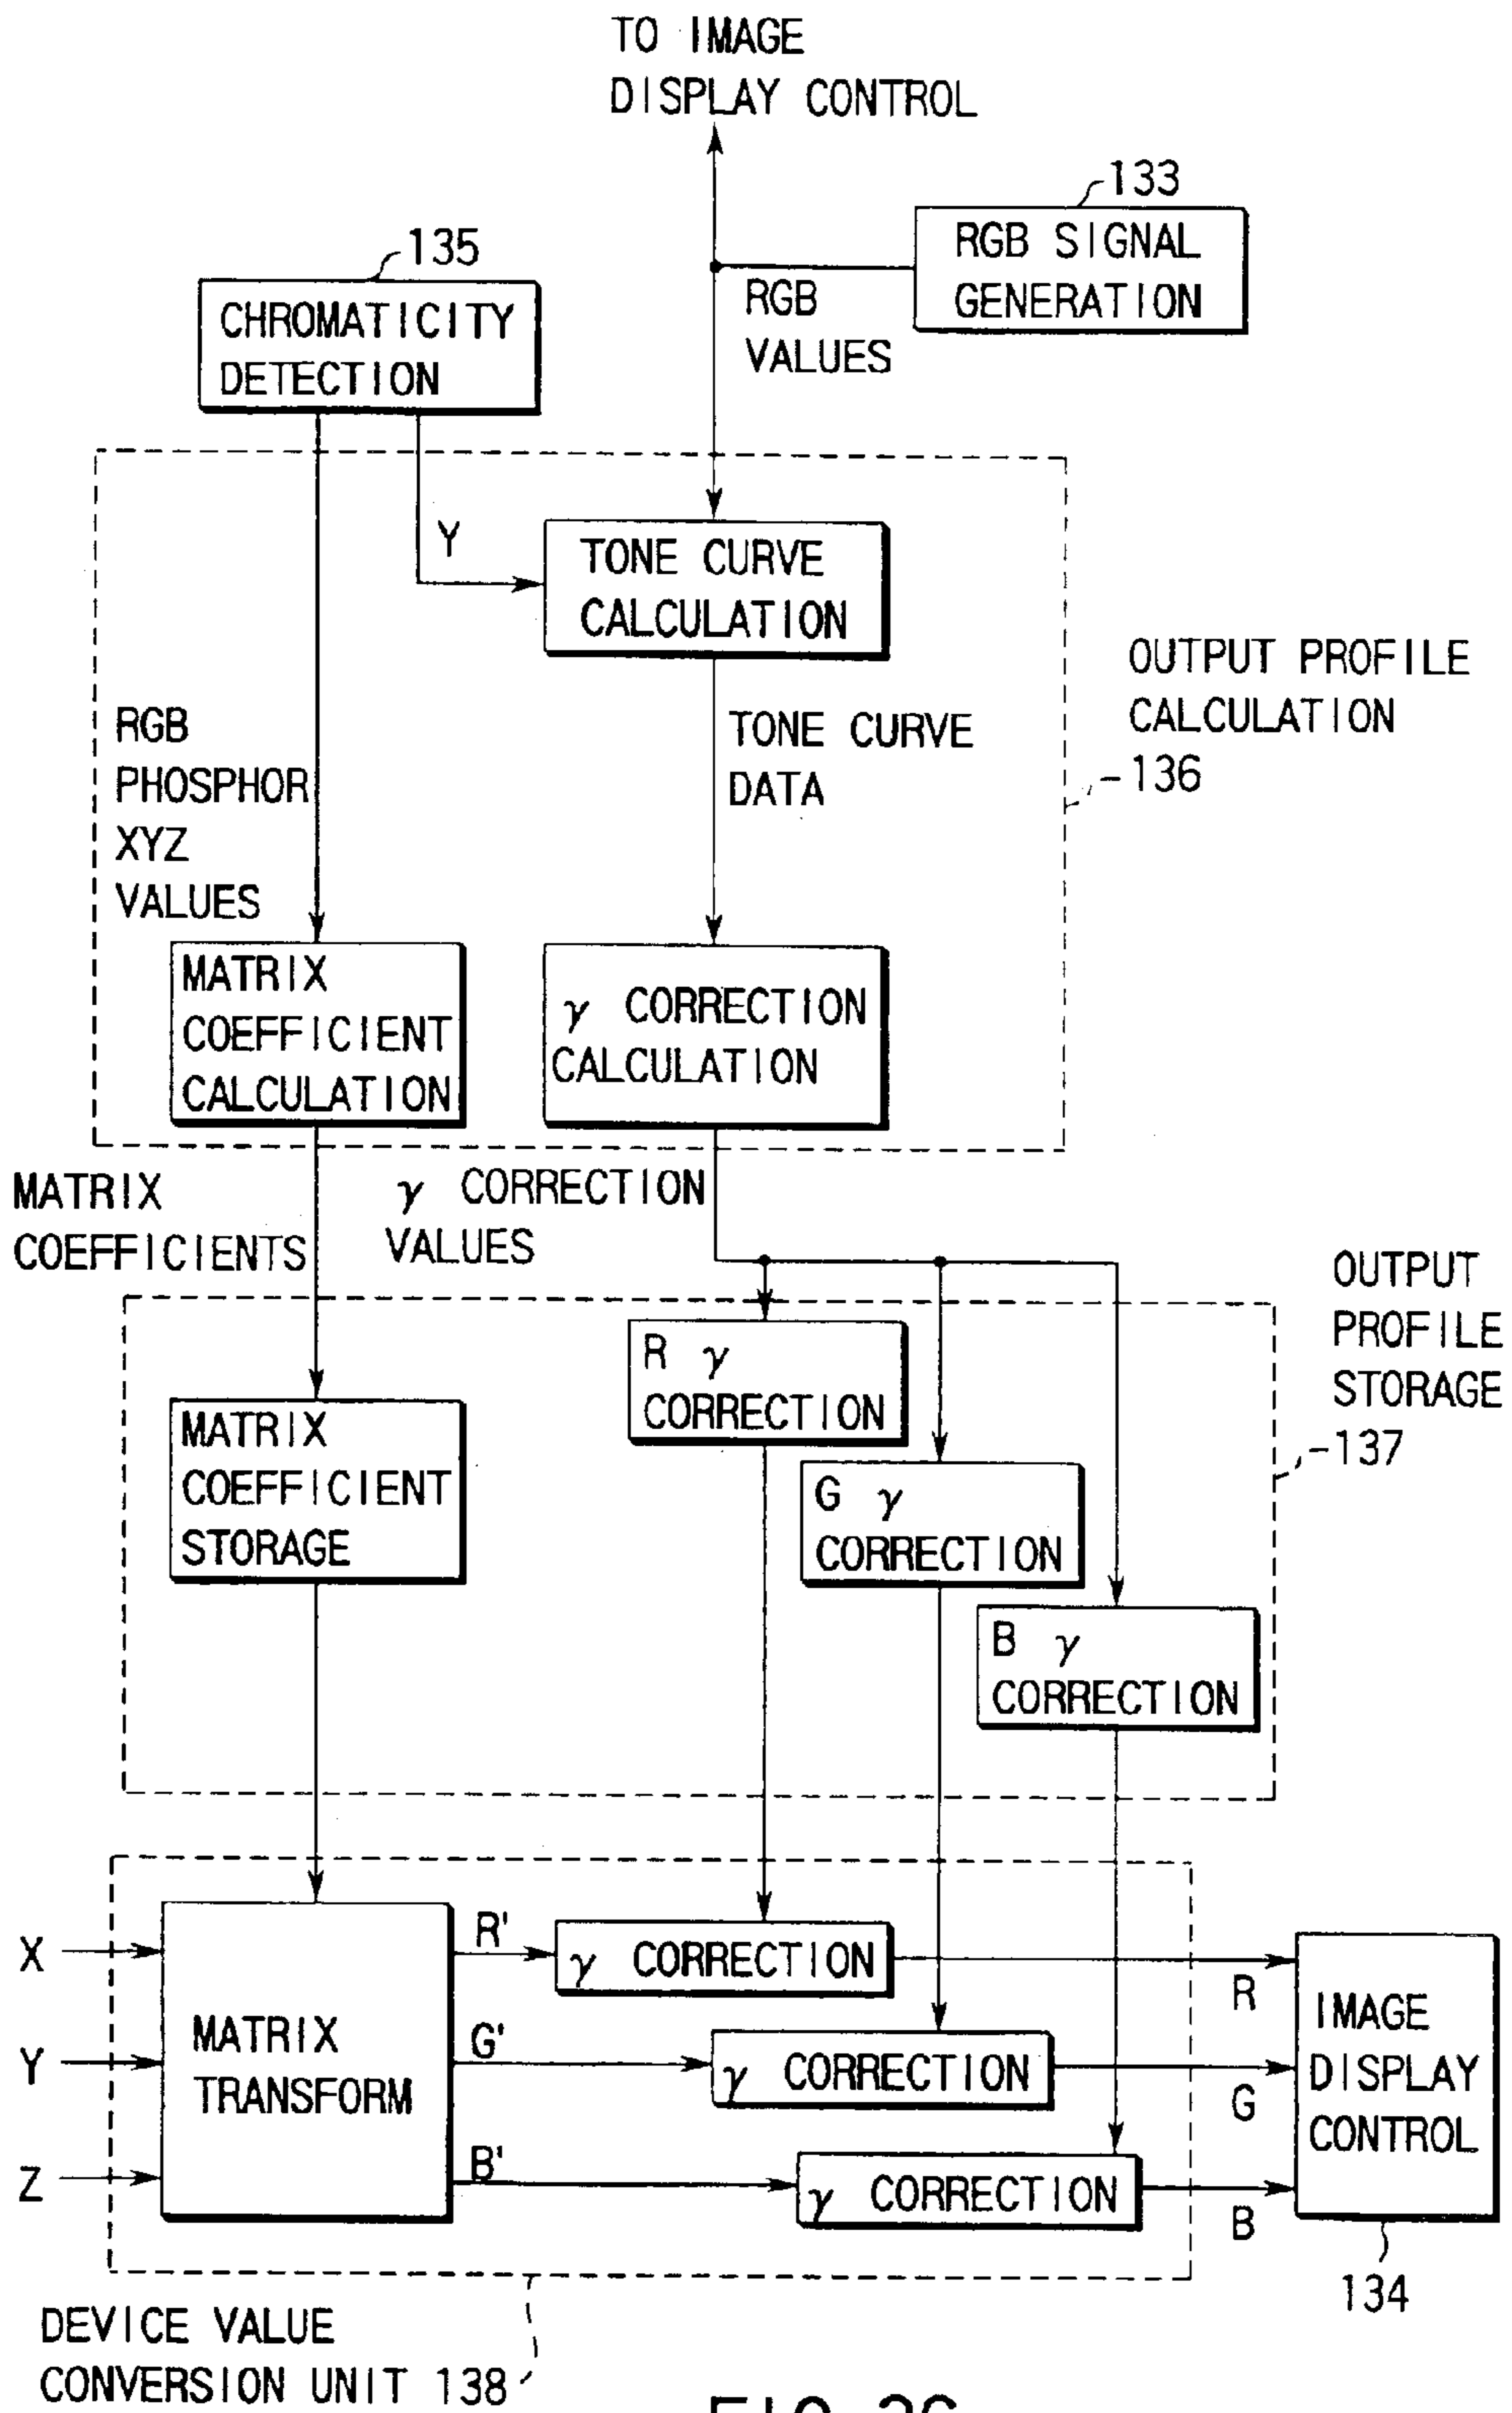 TO IMAGE
DISPLAY CONTROL
133
RGB SIGNAL
GENERATION
135
CHROMATICITY
DETECTION
RGB
VALUES
Y
TONE CURVE
CALCULATION
OUTPUT PROFILE
CALCULATION
136
RGB
PHOSPHOR
XYZ
VALUES
TONE CURVE
DATA
MATRIX
COEFFICIENT
CALCULATION
γ CORRECTION
CALCULATION
MATRIX
COEFFICIENTS
γ CORRECTION
VALUES
OUTPUT
PROFILE
STORAGE
137
R γ
CORRECTION
MATRIX
COEFFICIENT
STORAGE
G γ
CORRECTION
B γ
CORRECTION
X
Y
Z
MATRIX
TRANSFORM
R'
G'
B'
γ CORRECTION
γ CORRECTION
γ CORRECTION
R
G
B
IMAGE
DISPLAY
CONTROL
134
DEVICE VALUE
CONVERSION UNIT 138